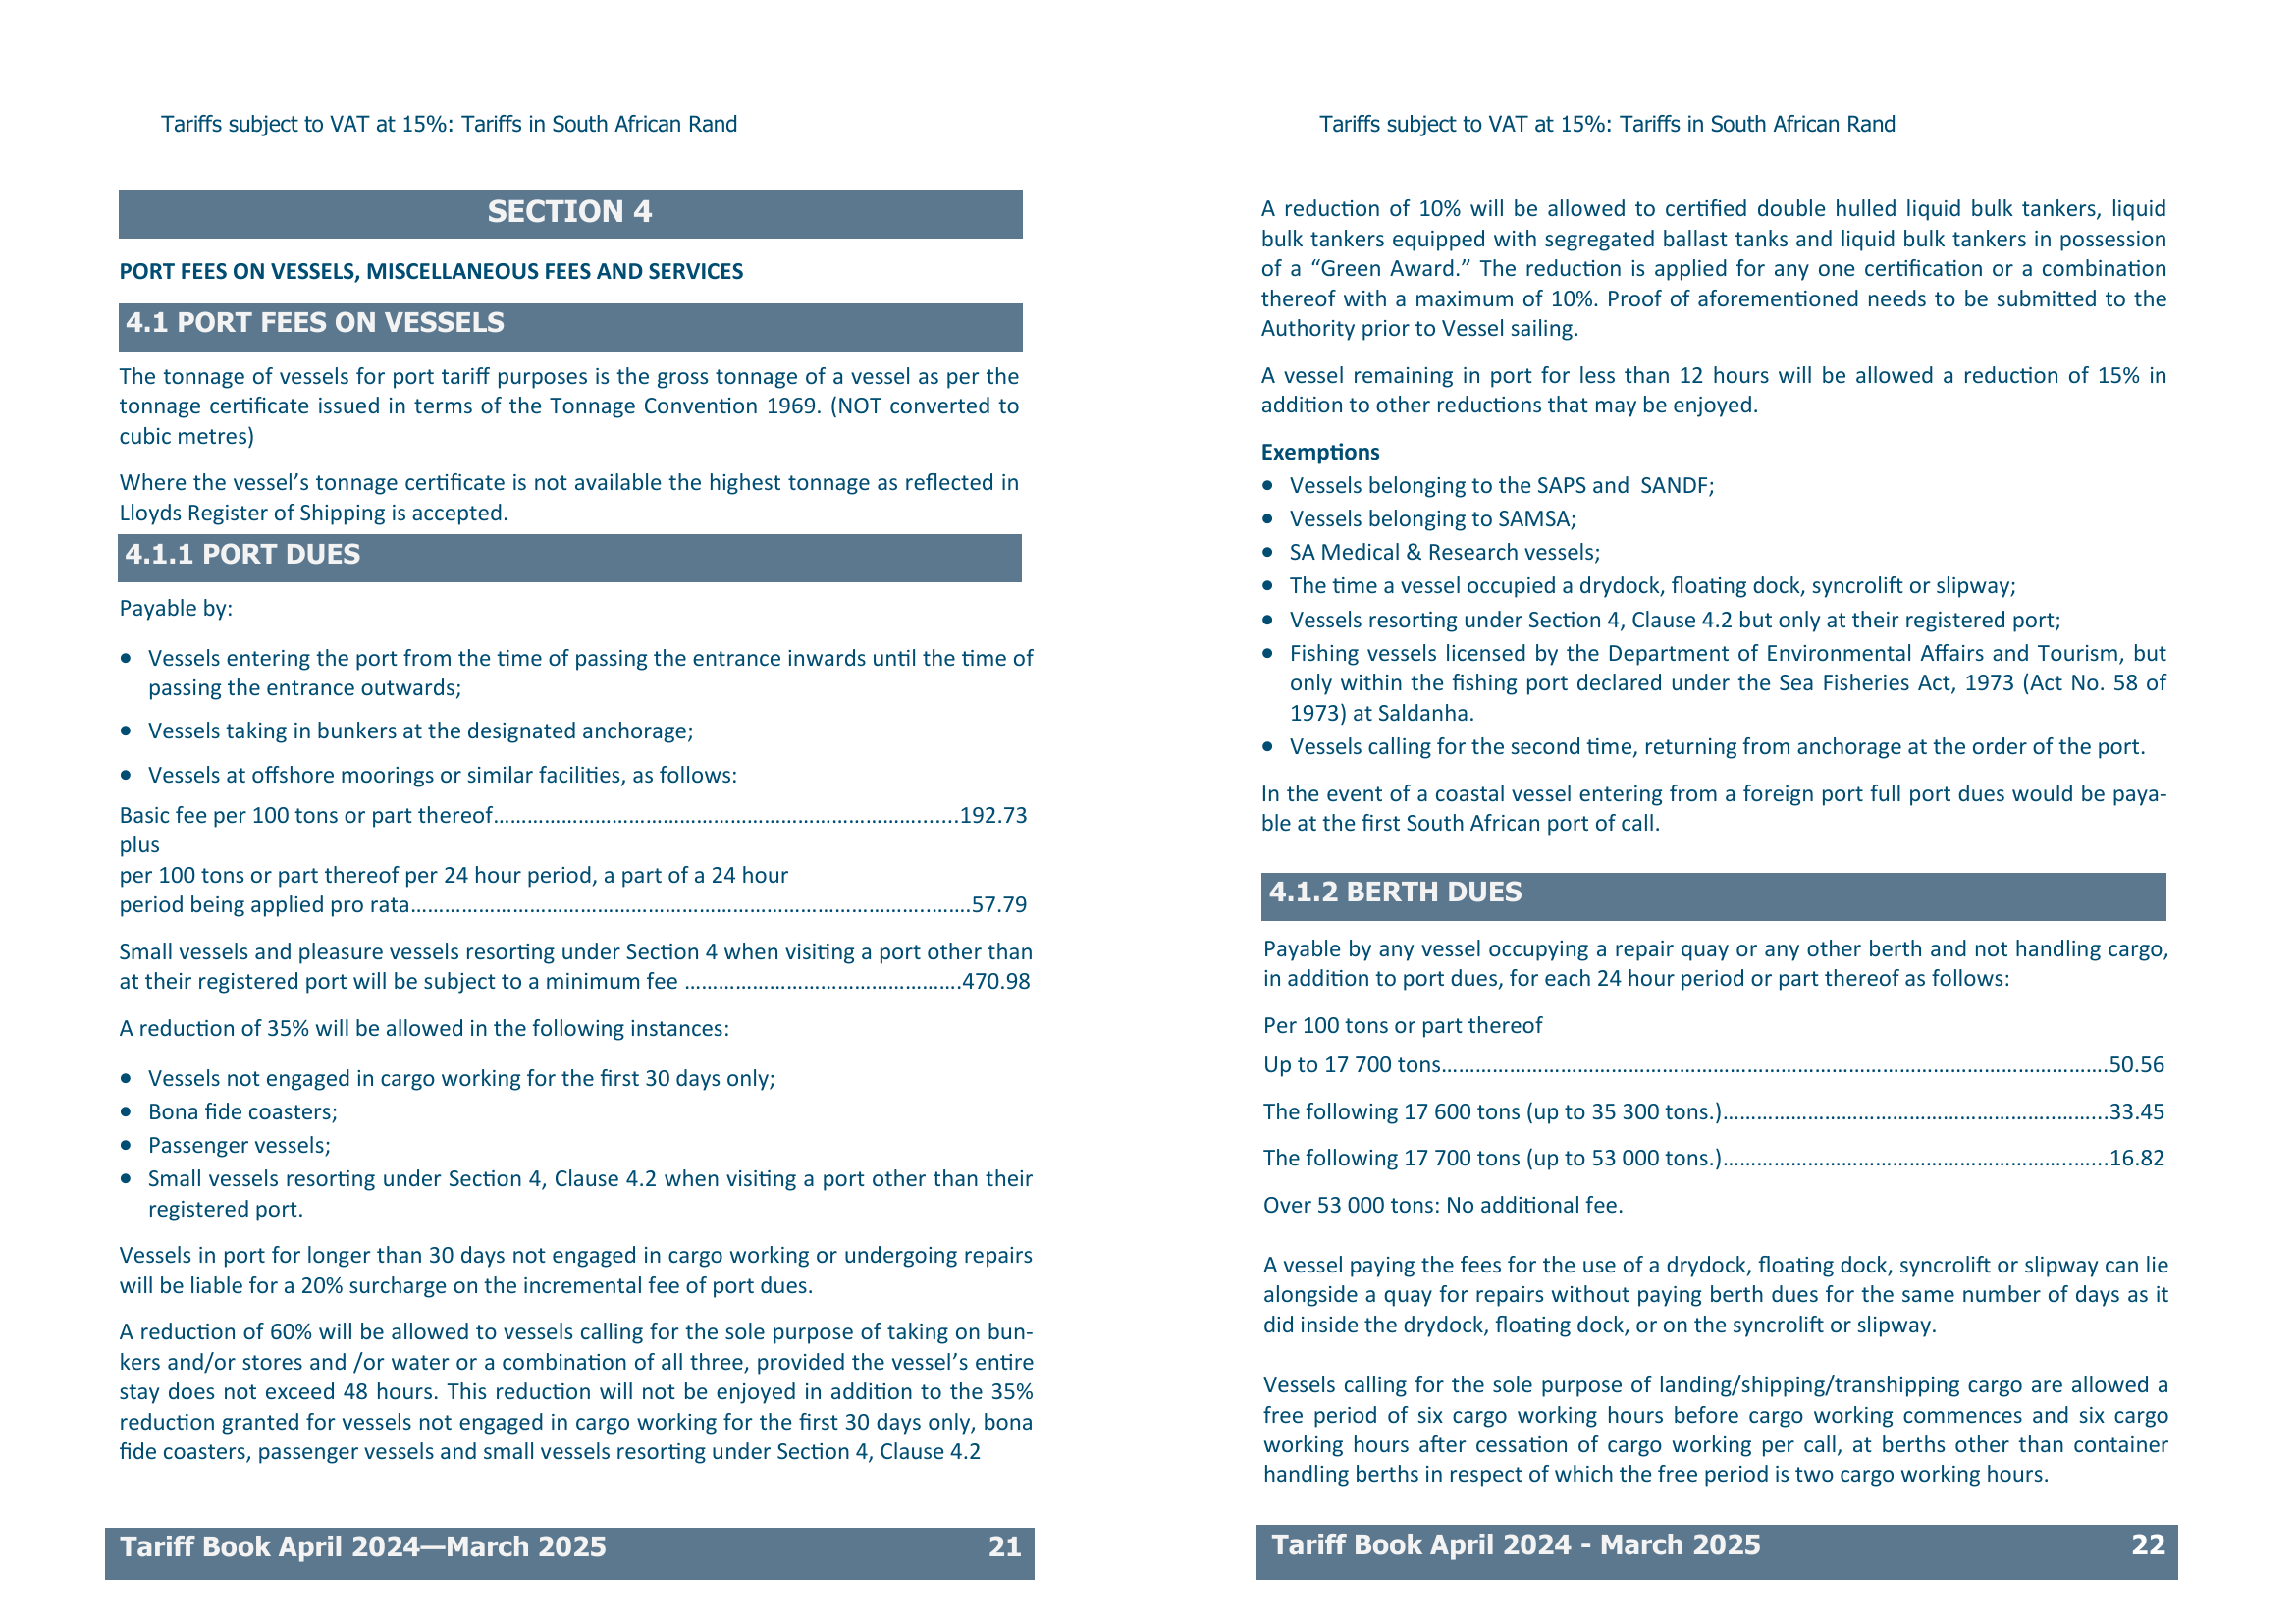 Tariffs subject to VAT at 15%: Tariffs in South African Rand
SECTION 4
PORT FEES ON VESSELS, MISCELLANEOUS FEES AND SERVICES
4.1 PORT FEES ON VESSELS
The tonnage of vessels for port tariff purposes is the gross tonnage of a vessel as per the
tonnage certificate issued in terms of the Tonnage Convention 1969. (NOT converted to
cubic metres)
Where the vessel’s tonnage certificate is not available the highest tonnage as reflected in
Lloyds Register of Shipping is accepted.
4.1.1 PORT DUES
Payable by:
• Vessels entering the port from the time of passing the entrance inwards until the time of
passing the entrance outwards;
• Vessels taking in bunkers at the designated anchorage;
• Vessels at offshore moorings or similar facilities, as follows:
Basic fee per 100 tons or part thereof……………………………………………………………......192.73
plus
per 100 tons or part thereof per 24 hour period, a part of a 24 hour
period being applied pro rata………………………………………………………………………..…….57.79
Small vessels and pleasure vessels resorting under Section 4 when visiting a port other than
at their registered port will be subject to a minimum fee …………………………………….470.98
A reduction of 35% will be allowed in the following instances:
• Vessels not engaged in cargo working for the first 30 days only;
• Bona fide coasters;
• Passenger vessels;
• Small vessels resorting under Section 4, Clause 4.2 when visiting a port other than their
registered port.
Vessels in port for longer than 30 days not engaged in cargo working or undergoing repairs
will be liable for a 20% surcharge on the incremental fee of port dues.
A reduction of 60% will be allowed to vessels calling for the sole purpose of taking on bun-
kers and/or stores and /or water or a combination of all three, provided the vessel’s entire
stay does not exceed 48 hours. This reduction will not be enjoyed in addition to the 35%
reduction granted for vessels not engaged in cargo working for the first 30 days only, bona
fide coasters, passenger vessels and small vessels resorting under Section 4, Clause 4.2
Tariff Book April 2024—March 2025 21
Tariffs subject to VAT at 15%: Tariffs in South African Rand
A reduction of 10% will be allowed to certified double hulled liquid bulk tankers, liquid
bulk tankers equipped with segregated ballast tanks and liquid bulk tankers in possession
of a “Green Award.” The reduction is applied for any one certification or a combination
thereof with a maximum of 10%. Proof of aforementioned needs to be submitted to the
Authority prior to Vessel sailing.
A vessel remaining in port for less than 12 hours will be allowed a reduction of 15% in
addition to other reductions that may be enjoyed.
Exemptions
• Vessels belonging to the SAPS and SANDF;
• Vessels belonging to SAMSA;
• SA Medical & Research vessels;
• The time a vessel occupied a drydock, floating dock, syncrolift or slipway;
• Vessels resorting under Section 4, Clause 4.2 but only at their registered port;
• Fishing vessels licensed by the Department of Environmental Affairs and Tourism, but
only within the fishing port declared under the Sea Fisheries Act, 1973 (Act No. 58 of
1973) at Saldanha.
• Vessels calling for the second time, returning from anchorage at the order of the port.
In the event of a coastal vessel entering from a foreign port full port dues would be paya-
ble at the first South African port of call.
4.1.2 BERTH DUES
Payable by any vessel occupying a repair quay or any other berth and not handling cargo,
in addition to port dues, for each 24 hour period or part thereof as follows:
Per 100 tons or part thereof
Up to 17 700 tons……………………………………………………………………………………………….50.56
The following 17 600 tons (up to 35 300 tons.)……………………………………………..…...33.45
The following 17 700 tons (up to 53 000 tons.)………………………………………………......16.82
Over 53 000 tons: No additional fee.
A vessel paying the fees for the use of a drydock, floating dock, syncrolift or slipway can lie
alongside a quay for repairs without paying berth dues for the same number of days as it
did inside the drydock, floating dock, or on the syncrolift or slipway.
Vessels calling for the sole purpose of landing/shipping/transhipping cargo are allowed a
free period of six cargo working hours before cargo working commences and six cargo
working hours after cessation of cargo working per call, at berths other than container
handling berths in respect of which the free period is two cargo working hours.
Tariff Book April 2024 - March 2025 22